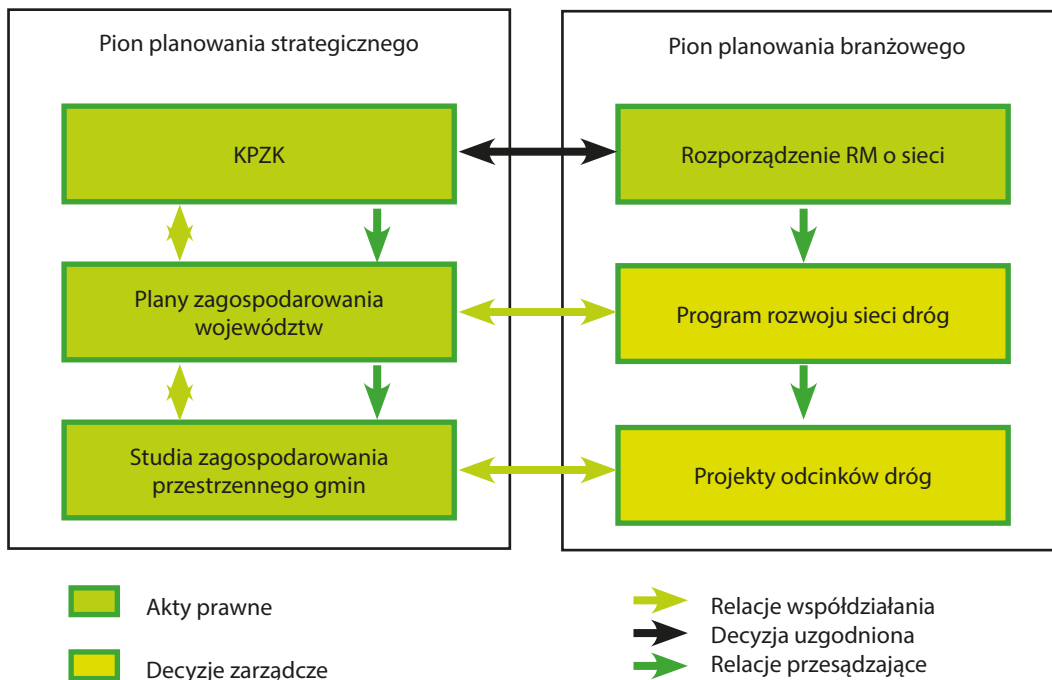 Pion planowania strategicznego
KPZK
Plany zagospodarowania
województw
Studia zagospodarowania
przestrzennego gmin
Pion planowania branżowego
Rozporządzenie RM o sieci
Program rozwoju sieci dróg
Projekty odcinków dróg
Akty prawne
Decyzje zarządcze
Relacje współdziałania
Decyzja uzgodniona
Relacje przesądzające